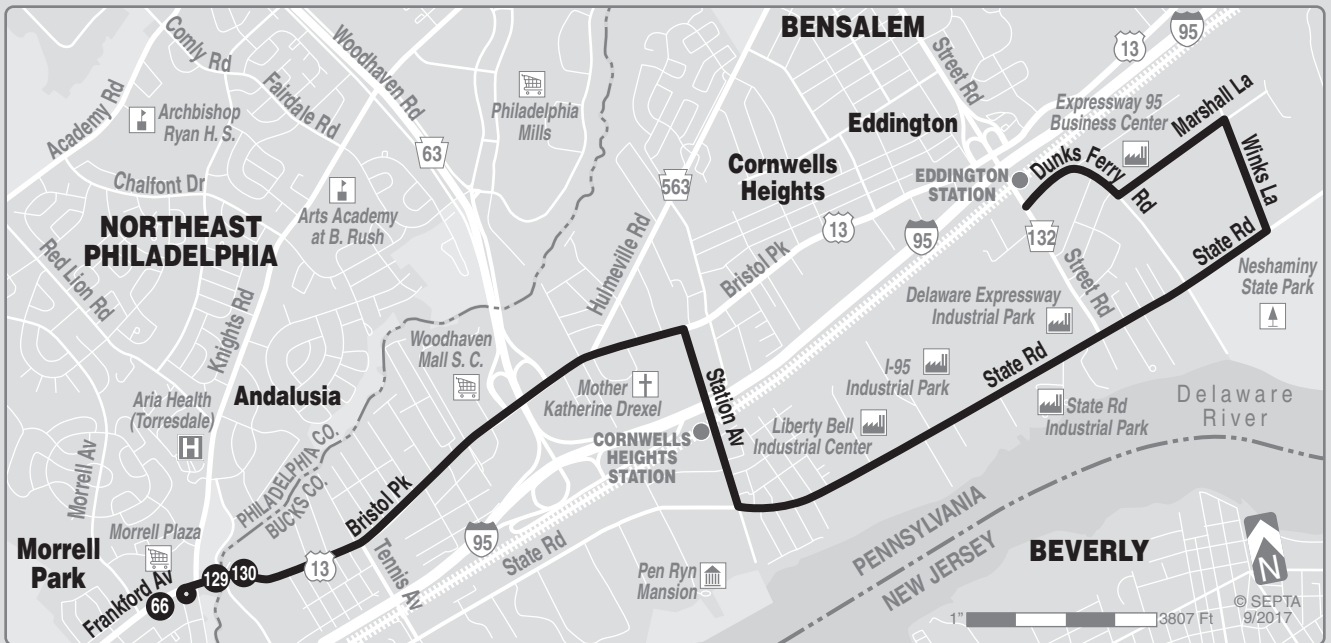 BENSALEM
95
13
Comly Rd
Woodhaven Rd
Street Rd
Fairdale Rd
Academy Rd
Archbishop
Ryan H. S.
Philadelphia
Mills
Expressway 95
Business Center
Marshall La
Eddington
63
Cornwells
Heights
Winks La
Chalfont Dr
563
EDDINGTON
STATION
Dunks Ferry Rd
Arts Academy
at B. Rush
NORTHEAST
PHILADELPHIA
13
95
132
State Rd
Red Lion Rd
Hulmeville Rd
Bristol Pk
Street Rd
Neshaminy
State Park
Knights Rd
Delaware Expressway
Industrial Park
Woodhaven
Mall S. C.
I-95
Industrial Park
State Rd
Andalusia
Mother
Katherine Drexel
Station Av
Aria Health
(Torresdale)
H
Liberty Bell
Industrial Center
State Rd
Industrial Park
Delaware
River
CORNWELLS
HEIGHTS
STATION
Morrell Av
PHILADELPHIA CO.
BUCKS CO.
Bristol Pk
PENNSYLVANIA
NEW JERSEY
Morrell Plaza
95
State Rd
Tennis Av
BEVERLY
Morrell
Park
129
130
13
Pen Ryn
Mansion
N
Frankford Av
66
1"
3807 Ft
© SEPTA
9/2017